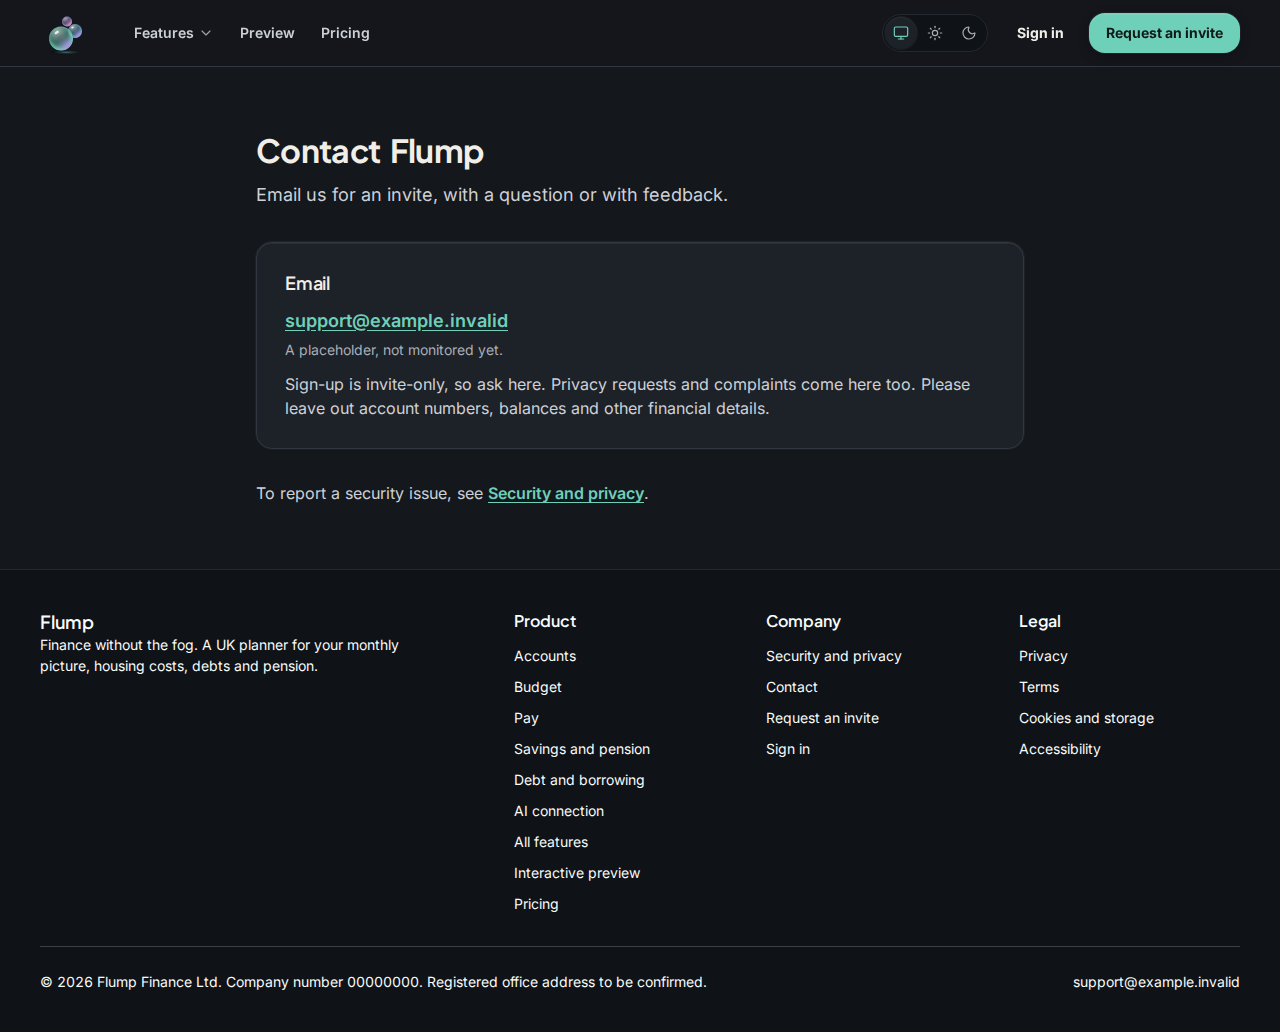 Features
Preview
Pricing
Sign in
Request an invite
Contact Flump
Email us for an invite, with a question or with feedback.
Email
support@example.invalid
A placeholder, not monitored yet.
Sign-up is invite-only, so ask here. Privacy requests and complaints come here too. Please
leave out account numbers, balances and other financial details.
To report a security issue, see Security and privacy.
Flump
Finance without the fog. A UK planner for your monthly
picture, housing costs, debts and pension.
Product
Accounts
Budget
Pay
Savings and pension
Debt and borrowing
AI connection
All features
Interactive preview
Pricing
Company
Security and privacy
Contact
Request an invite
Sign in
Legal
Privacy
Terms
Cookies and storage
Accessibility
© 2026 Flump Finance Ltd. Company number 00000000. Registered office address to be confirmed.
support@example.invalid